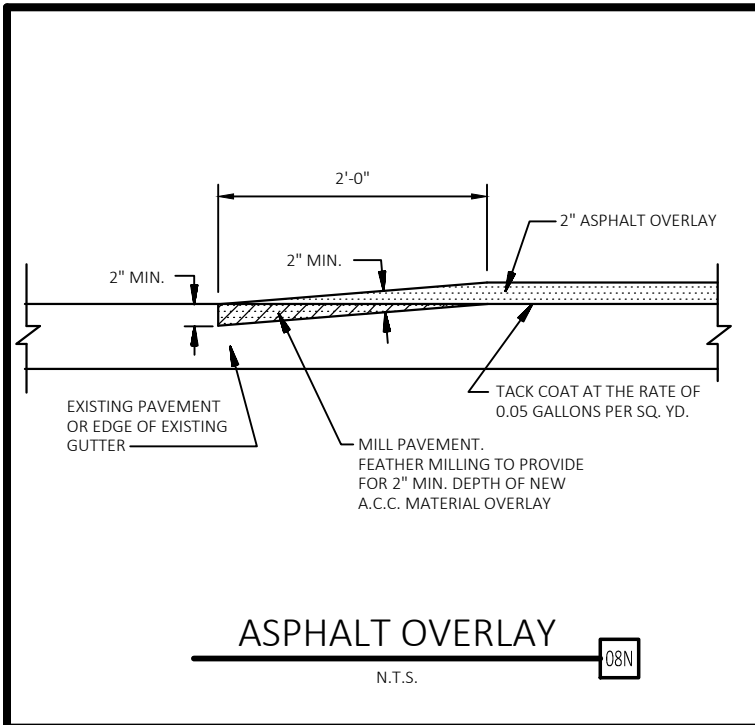 2'-0"
2" ASPHALT OVERLAY
2" MIN.
2" MIN.
TACK COAT AT THE RATE OF
0.05 GALLONS PER SQ. YD.
EXISTING PAVEMENT
OR EDGE OF EXISTING
GUTTER
MILL PAVEMENT.
FEATHER MILLING TO PROVIDE
FOR 2" MIN. DEPTH OF NEW
A.C.C. MATERIAL OVERLAY
ASPHALT OVERLAY
08N
N.T.S.